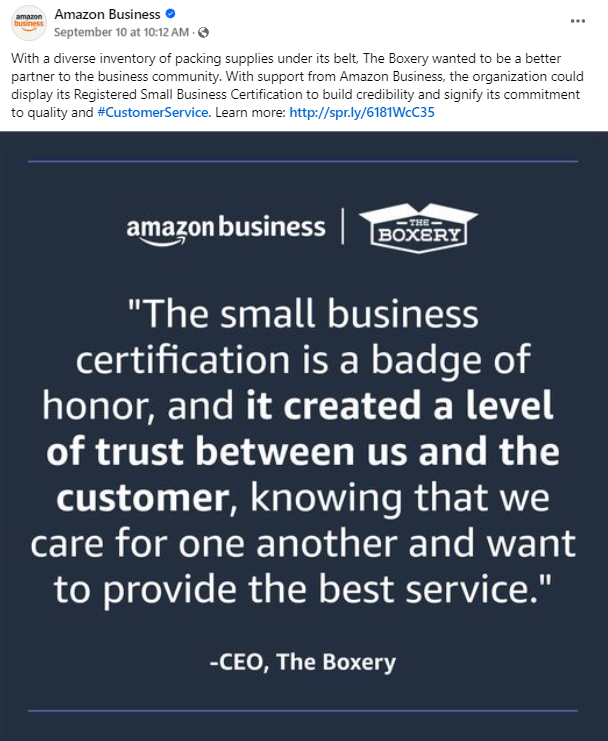 amazon
business
Amazon Business
September 10 at 10:12 AM ·
With a diverse inventory of packing supplies under its belt, The Boxery wanted to be a better
partner to the business community. With support from Amazon Business, the organization could
display its Registered Small Business Certification to build credibility and signify its commitment
to quality and #CustomerService. Learn more: http://spr.ly/6181WcC35
amazon business | THE BOXERY
"The small business
certification is a badge of
honor, and it created a level
of trust between us and the
customer, knowing that we
care for one another and want
to provide the best service."
-CEO, The Boxery